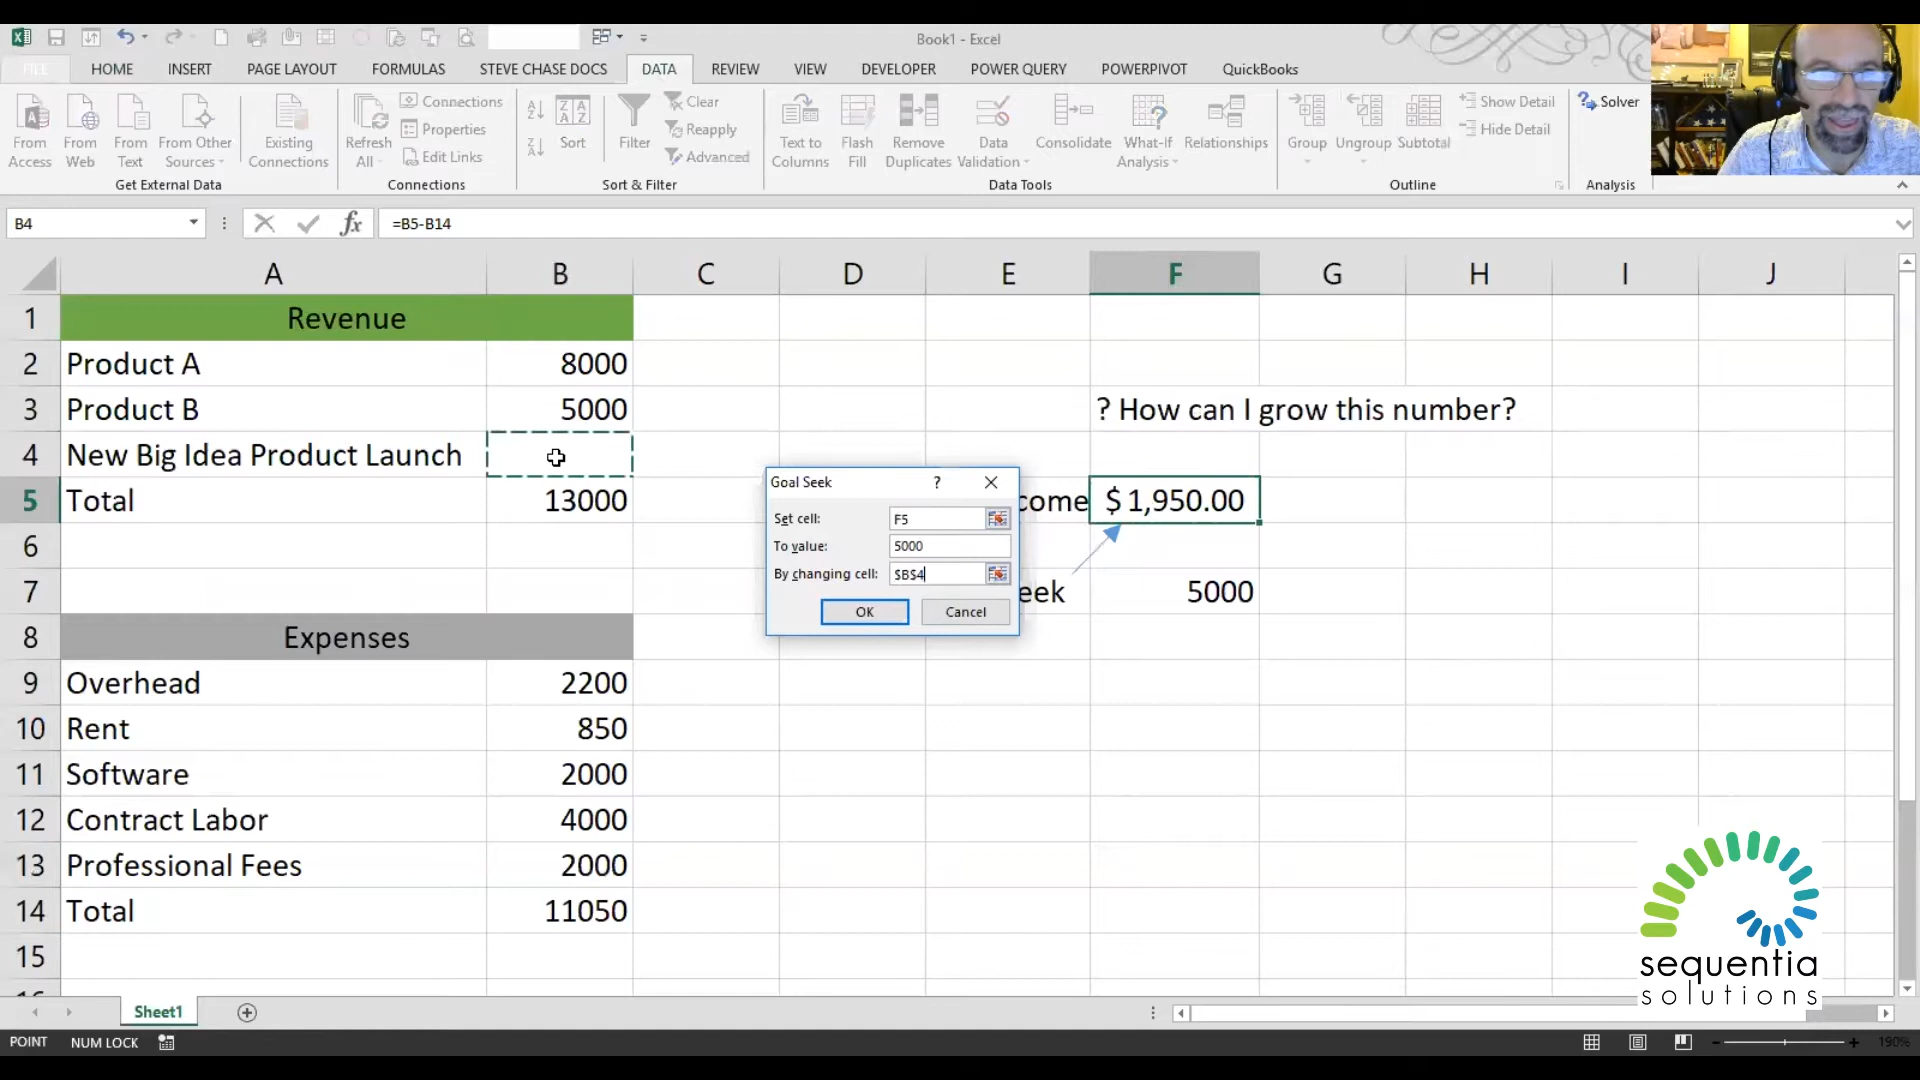 Book1 - Excel
FILE
HOME
INSERT
PAGE LAYOUT
FORMULAS
STEVE CHASE DOCS
DATA
REVIEW
VIEW
DEVELOPER
POWER QUERY
POWERPIVOT
QuickBooks
From Access
From Web
From Text
From Other Sources
Existing Connections
Get External Data
Refresh All
Connections
Properties
Edit Links
Connections
Sort
Filter
Clear
Reapply
Advanced
Sort & Filter
Text to Columns
Flash Fill
Remove Duplicates
Data Validation
Consolidate
What-If Analysis
Relationships
Data Tools
Group
Ungroup
Subtotal
Show Detail
Hide Detail
Outline
Solver
Analysis
B4
fx
=B5-B14
A B C D E F G H I J
1 Revenue
2 Product A 8000
3 Product B 5000 ? How can I grow this number?
4 New Big Idea Product Launch
5 Total 13000 come $ 1,950.00
6
7 eek 5000
8 Expenses
9 Overhead 2200
10 Rent 850
11 Software 2000
12 Contract Labor 4000
13 Professional Fees 2000
14 Total 11050
15
Goal Seek ?
Set cell: F5
To value: 5000
By changing cell: $B$4
OK Cancel
sequentia
solutions
Sheet1
POINT NUM LOCK
190%